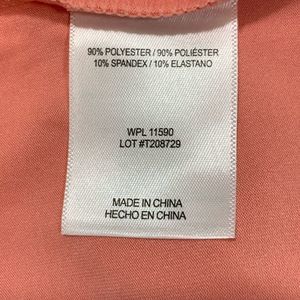 90% POLYESTER / 90% POLIÉSTER
10% SPANDEX / 10% ELASTANO
WPL 11590
LOT #T208729
MADE IN CHINA
HECHO EN CHINA